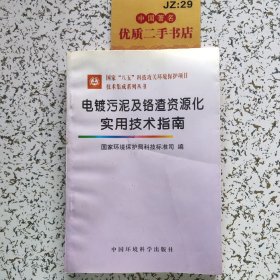 JZ:29
中国著名
优质二手书店
国家“八五”科技攻关环境保护项目
技术集成系列丛书
电镀污泥及铬渣资源化
实用技术指南
国家环境保护局科技标准司 编
中国环境科学出版社